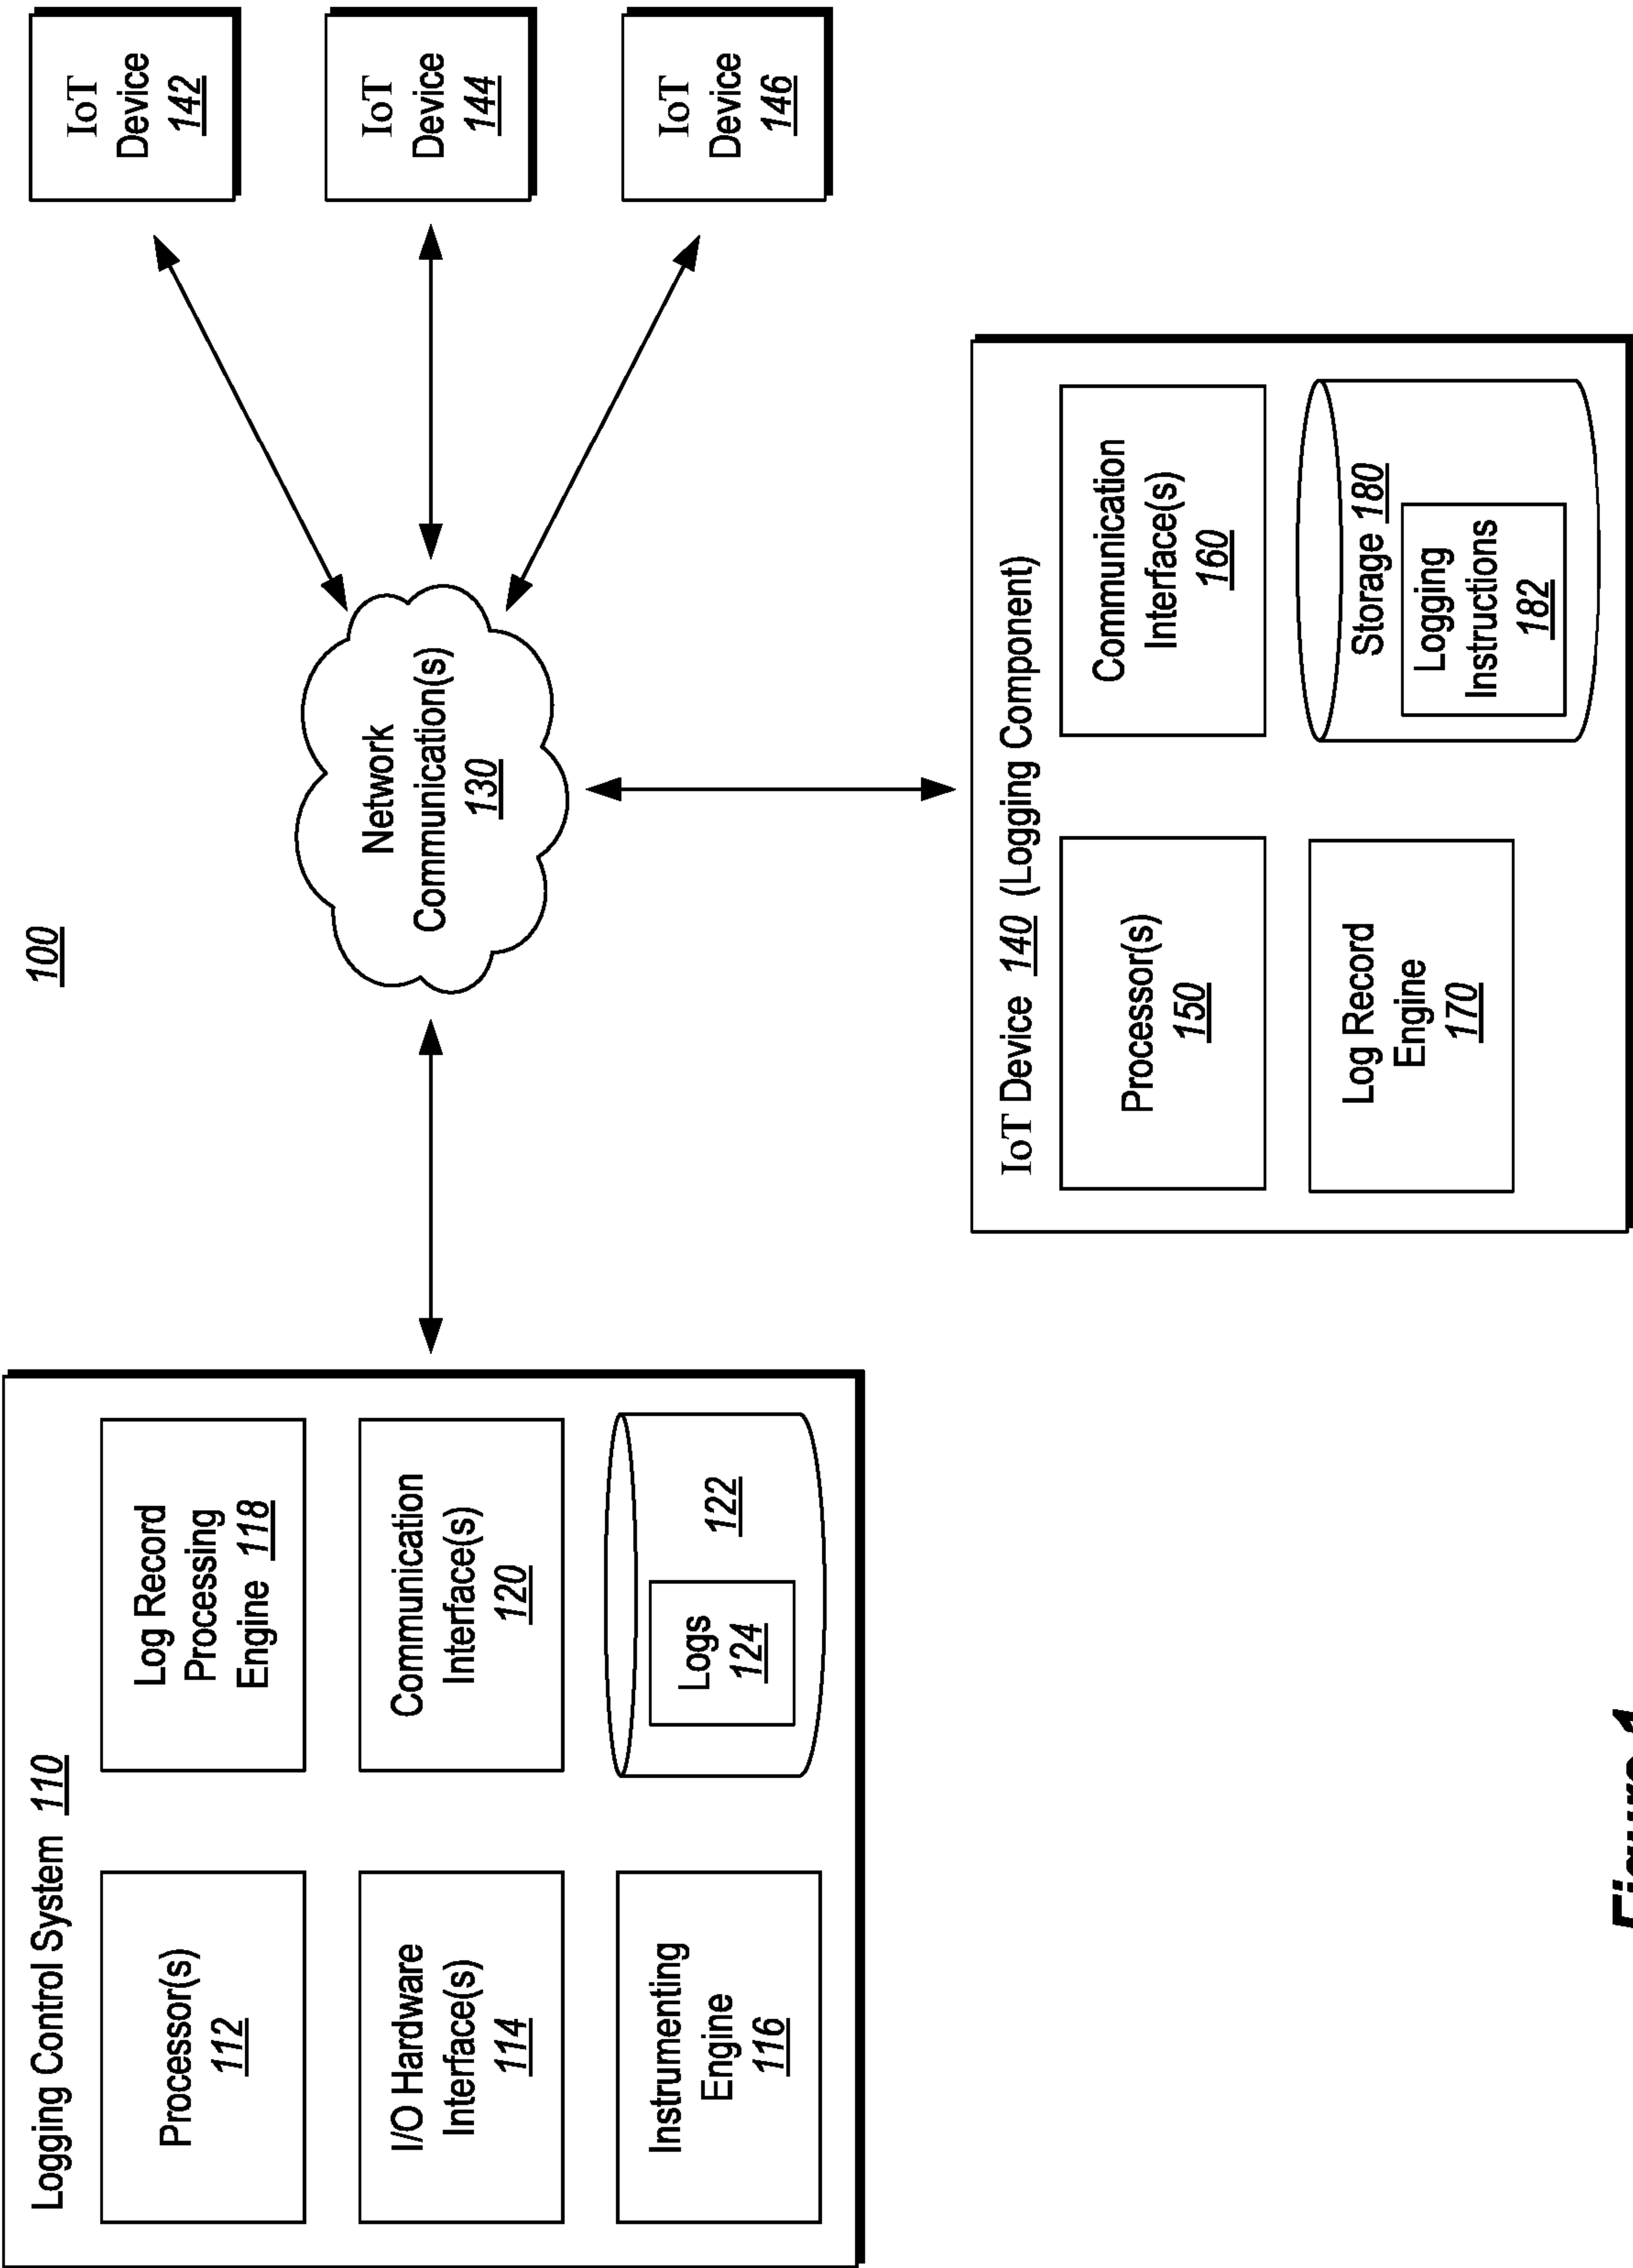 100
Logging Control System 110
Processor(s)
112
Log Record
Processing
Engine 118
I/O Hardware
Interface(s)
114
Communication
Interface(s)
120
Instrumenting
Engine
116
122
Logs
124
Network
Communication(s)
130
IoT
Device
142
IoT
Device
144
IoT
Device
146
IoT Device 140 (Logging Component)
Processor(s)
150
Communication
Interface(s)
160
Log Record
Engine
170
Storage 180
Logging
Instructions
182
Figure 1